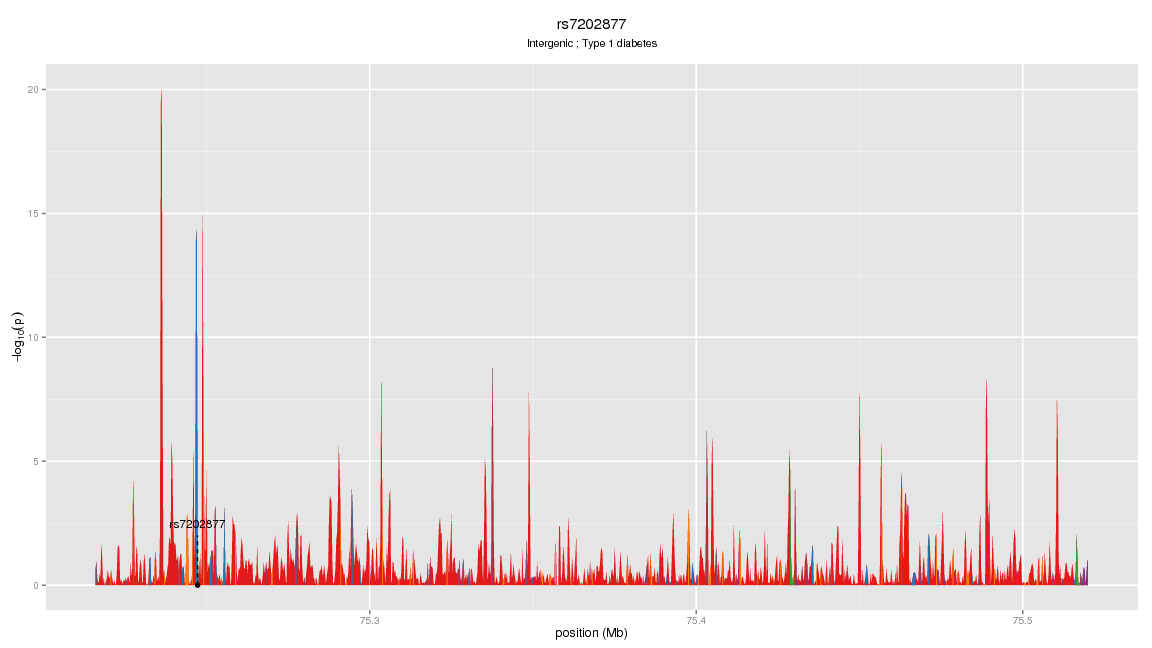 rs7202877
Intergenic ; Type 1 diabetes
20
15
10
5
0
−log10(p)
rs7202877
75.3
75.4
75.5
position (Mb)